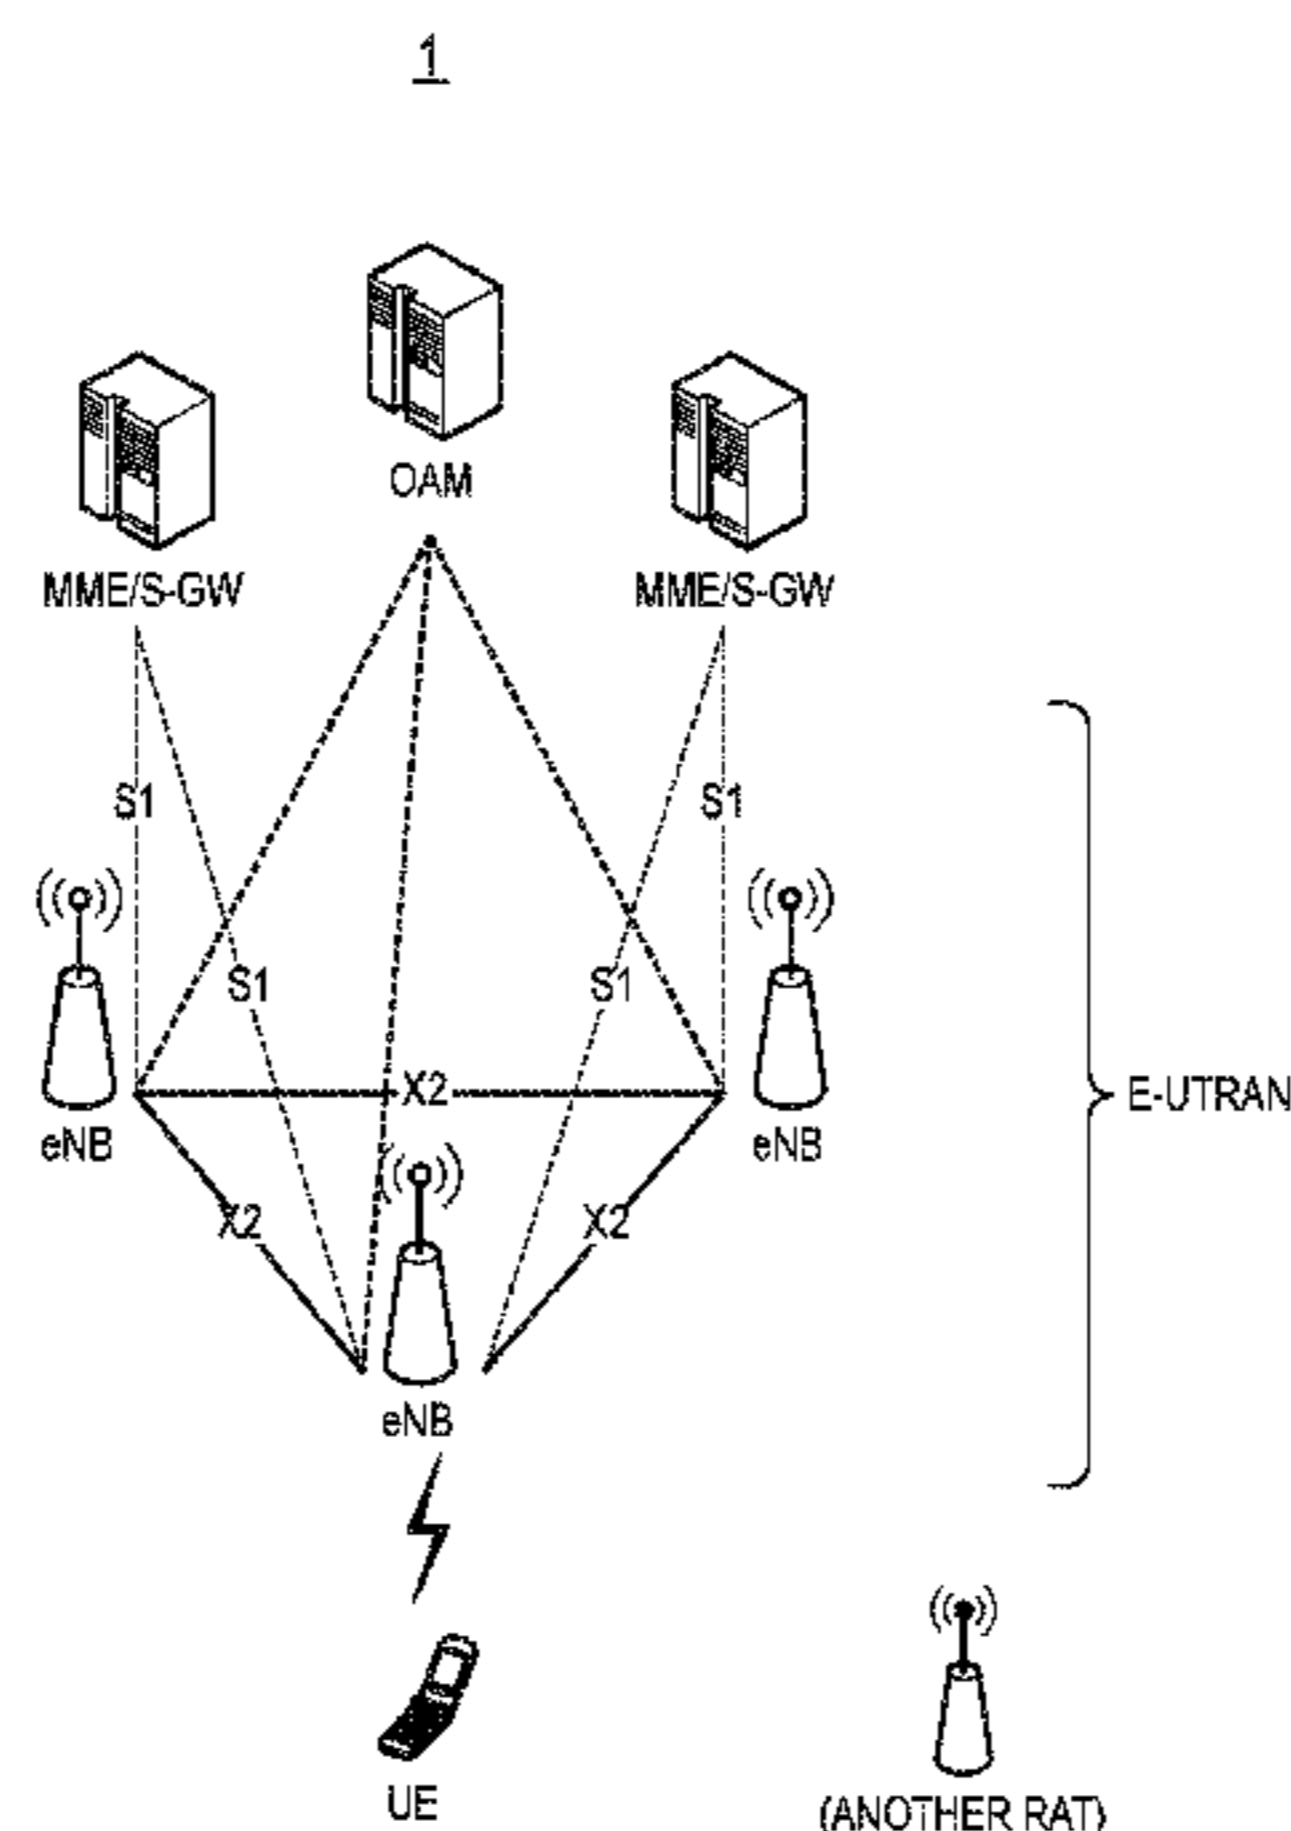 1
OAM
MME/S-GW MME/S-GW
S1 S1
S1 S1
X2
E-UTRAN
eNB eNB
X2 X2
eNB
UE
(ANOTHER RAT)